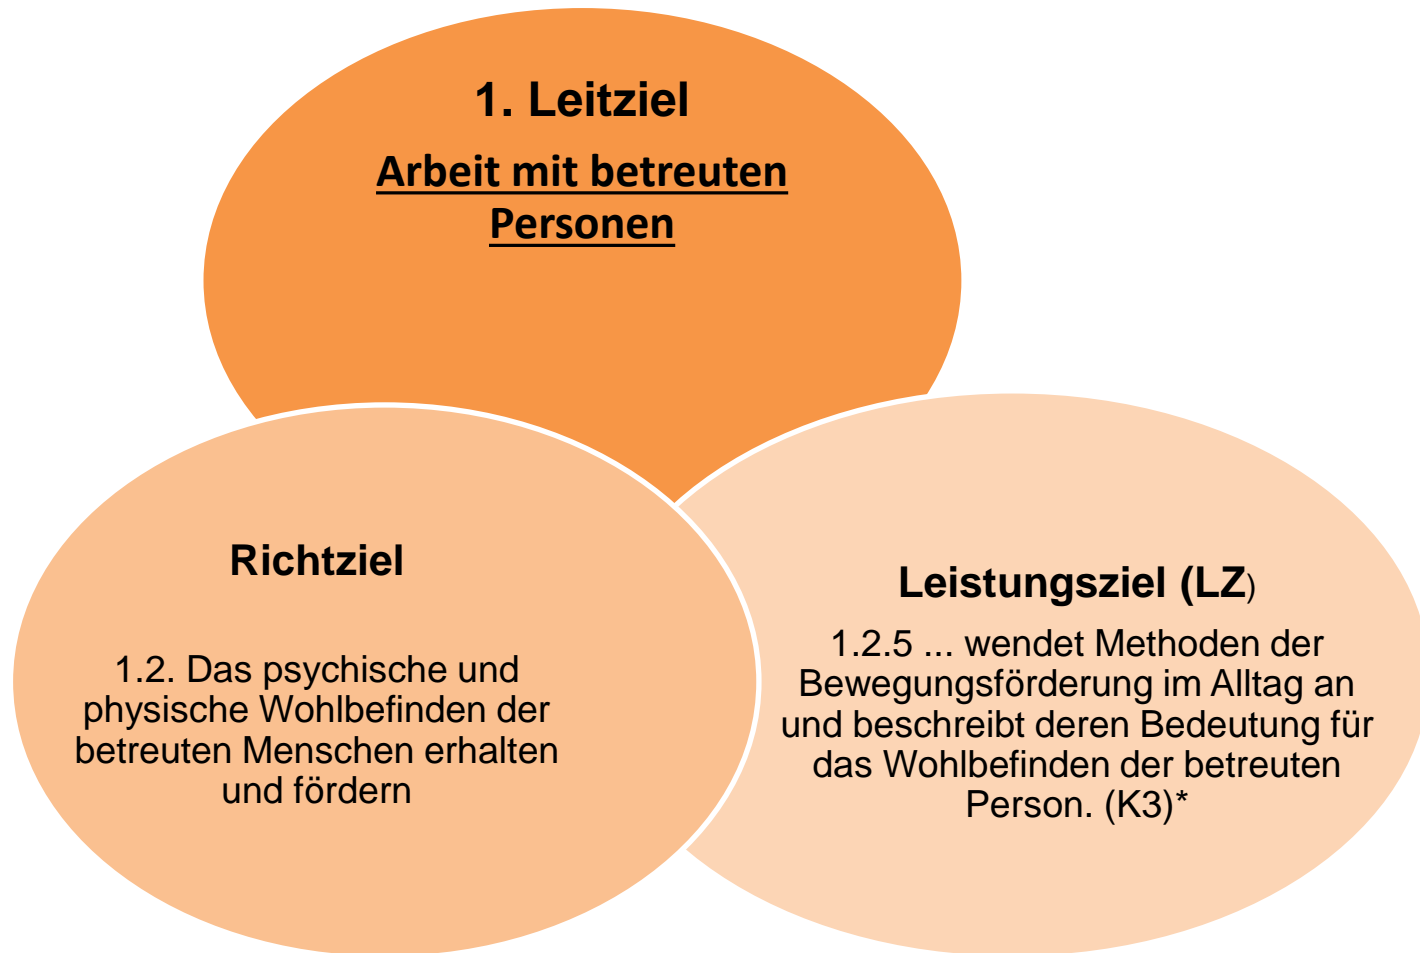 1. Leitziel
Arbeit mit betreuten
Personen
Richtziel
1.2. Das psychische und
physische Wohlbefinden der
betreuten Menschen erhalten
und fördern
Leistungsziel (LZ)
1.2.5 ... wendet Methoden der
Bewegungsförderung im Alltag an
und beschreibt deren Bedeutung für
das Wohlbefinden der betreuten
Person. (K3)*